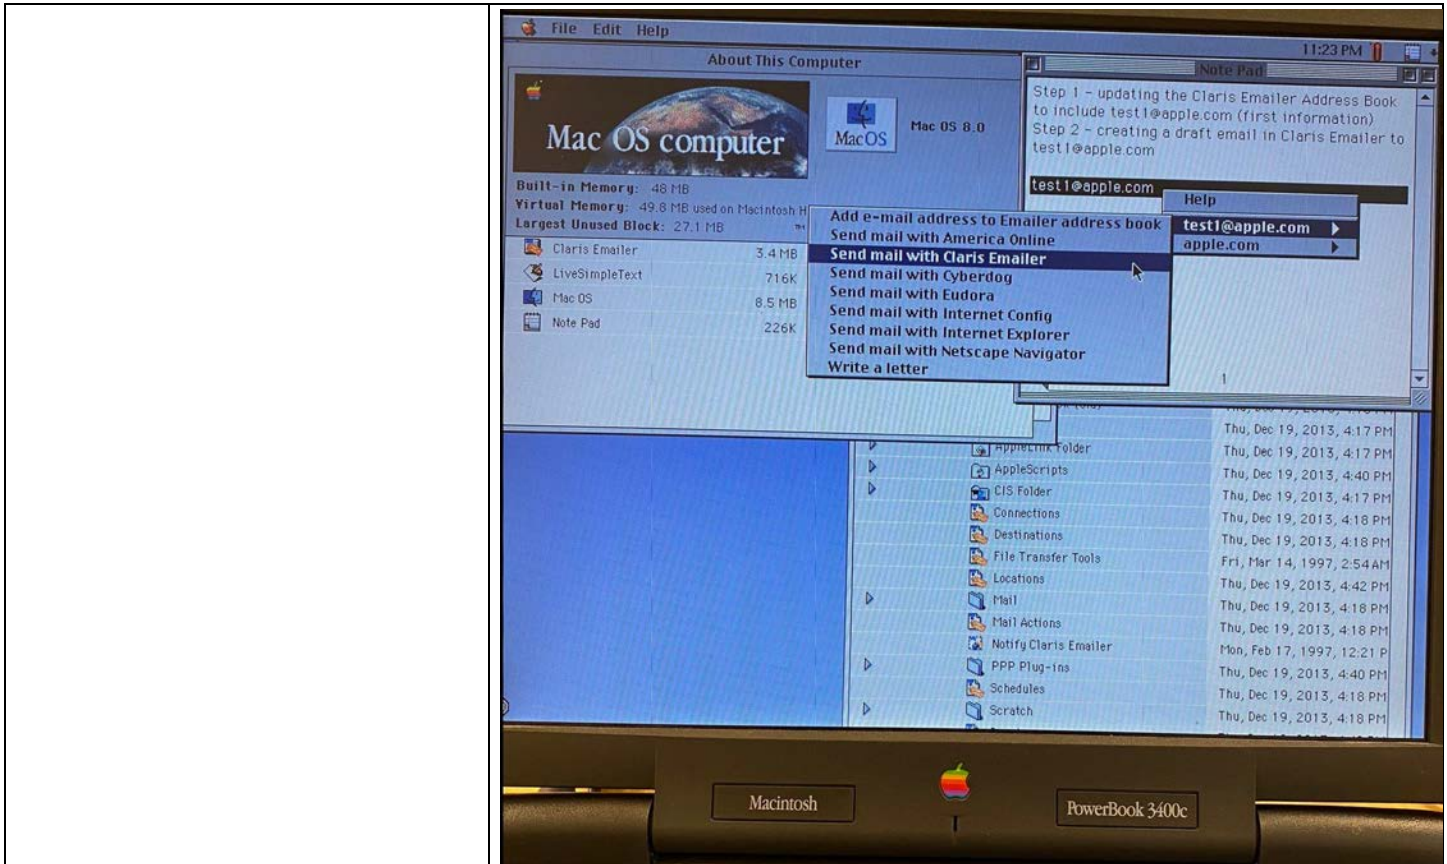 File Edit Help
11:23 PM
About This Computer
Mac OS computer
MacOS
Mac OS 8.0
Built-in Memory: 48 MB
Virtual Memory: 49.8 MB used on Macintosh H
Largest Unused Block: 27.1 MB
Claris Emailer 3.4 MB
LiveSimpleText 716K
Mac OS 8.5 MB
Note Pad 226K
Note Pad
Step 1 - updating the Claris Emailer Address Book
to include test1@apple.com (first information)
Step 2 - creating a draft email in Claris Emailer to
test1@apple.com
test1@apple.com
Help
test1@apple.com
apple.com
Add e-mail address to Emailer address book
Send mail with America Online
Send mail with Claris Emailer
Send mail with Cyberdog
Send mail with Eudora
Send mail with Internet Config
Send mail with Internet Explorer
Send mail with Netscape Navigator
Write a letter
1
Thu, Dec 19, 2013, 4:17 PM
AppleLink Folder Thu, Dec 19, 2013, 4:17 PM
AppleScripts Thu, Dec 19, 2013, 4:40 PM
CIS Folder Thu, Dec 19, 2013, 4:17 PM
Connections Thu, Dec 19, 2013, 4:18 PM
Destinations Thu, Dec 19, 2013, 4:18 PM
File Transfer Tools Fri, Mar 14, 1997, 2:54 AM
Locations Thu, Dec 19, 2013, 4:42 PM
Mail Thu, Dec 19, 2013, 4:18 PM
Mail Actions Thu, Dec 19, 2013, 4:18 PM
Notify Claris Emailer Mon, Feb 17, 1997, 12:21 P
PPP Plug-ins Thu, Dec 19, 2013, 4:40 PM
Schedules Thu, Dec 19, 2013, 4:18 PM
Scratch Thu, Dec 19, 2013, 4:18 PM
Macintosh
PowerBook 3400c